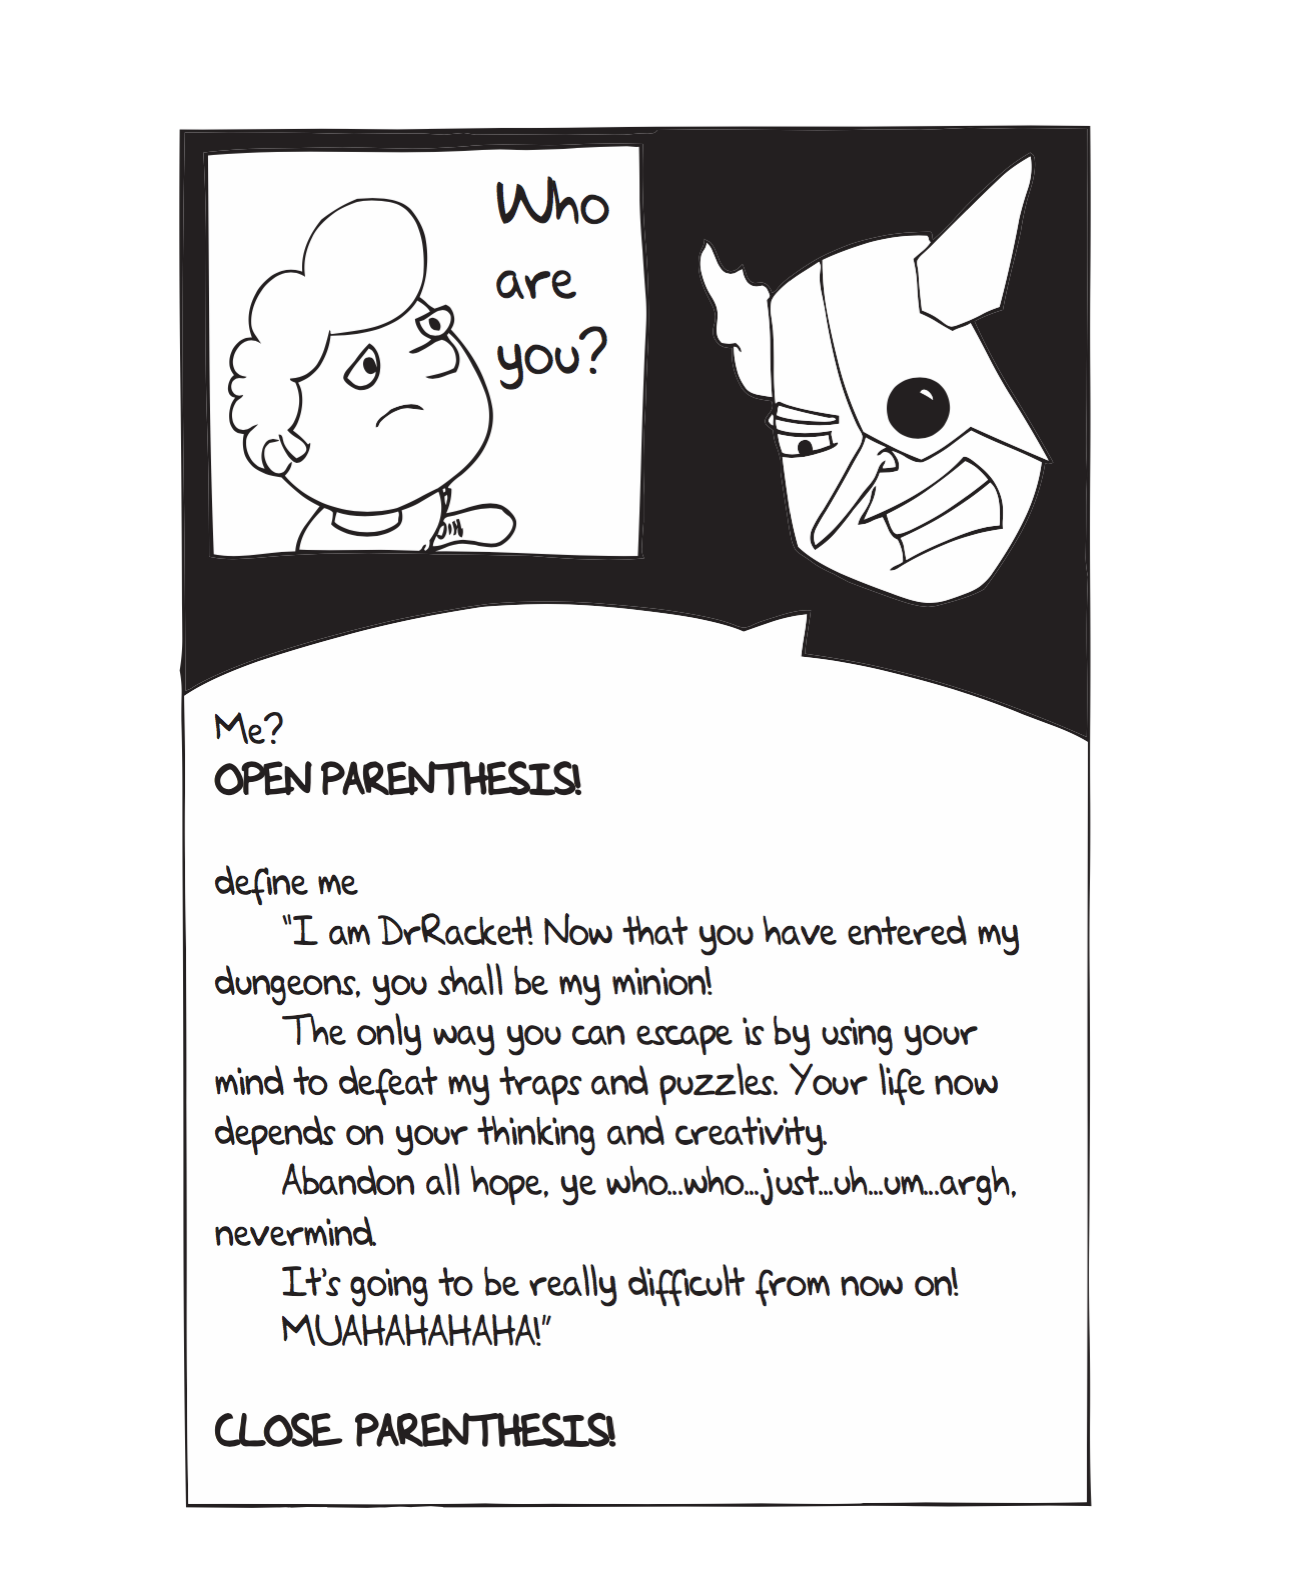 Who
are
you?
Me?
OPEN PARENTHESIS!
define me
"I am DrRacket! Now that you have entered my
dungeons, you shall be my minion!
The only way you can escape is by using your
mind to defeat my traps and puzzles. Your life now
depends on your thinking and creativity.
Abandon all hope, ye who...who...just...uh...um...argh,
nevermind.
It's going to be really difficult from now on!
MUAHAHAHAHA!"
CLOSE PARENTHESIS!